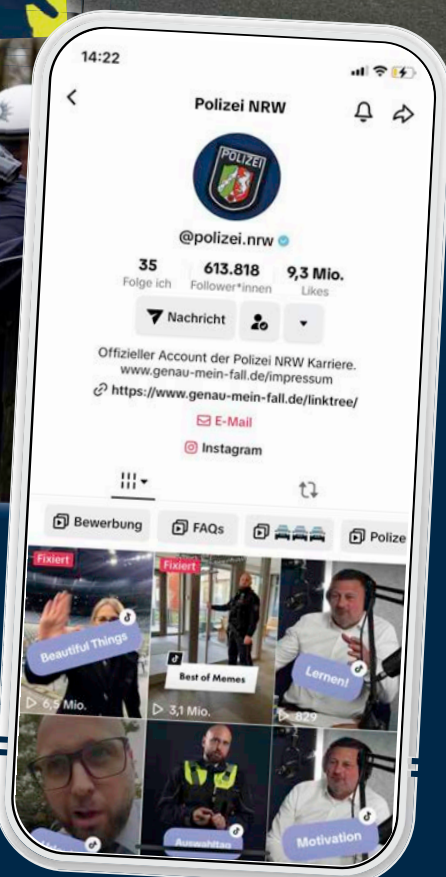 14:22
Polizei NRW
POLIZEI
@polizei.nrw
35 613.818 9,3 Mio.
Folge ich Follower*innen Likes
Nachricht
Offizieller Account der Polizei NRW Karriere.
www.genau-mein-fall.de/impressum
https://www.genau-mein-fall.de/linktree/
E-Mail
Instagram
Bewerbung FAQs Polize
Fixiert Fixiert
Beautiful Things Best of Memes Lernen!
6,5 Mio. 3,1 Mio. 829
Auswahltag Motivation